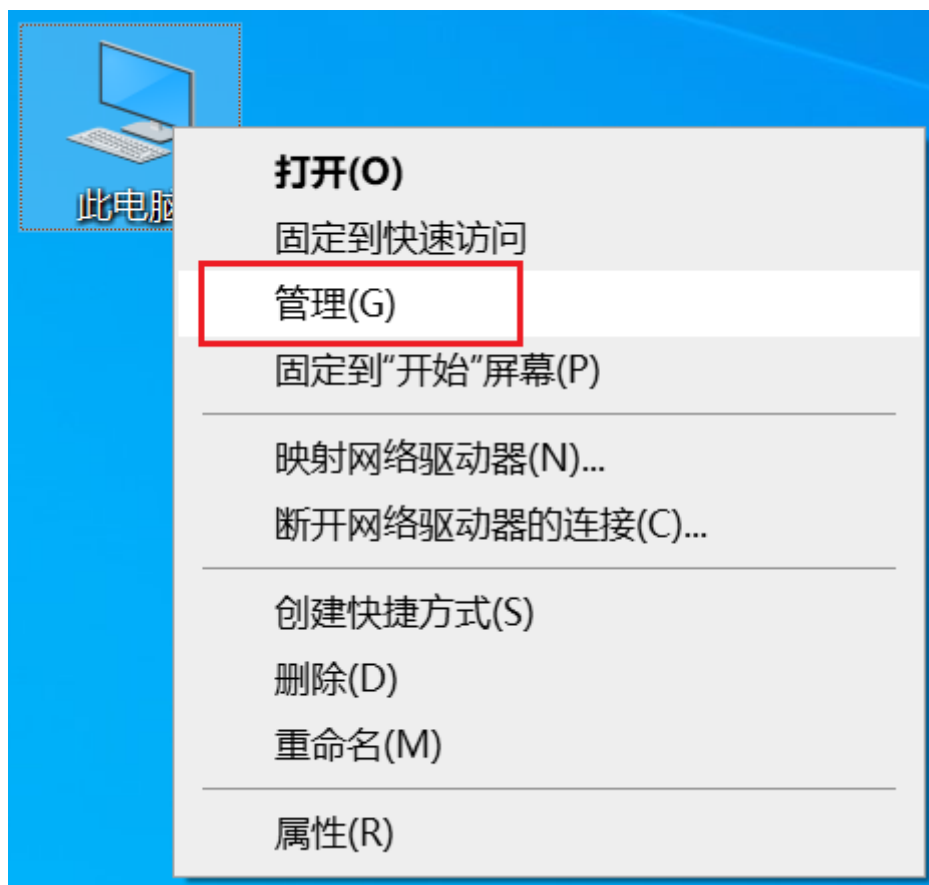 此电脑
打开(O)
固定到快速访问
管理(G)
固定到"开始"屏幕(P)
映射网络驱动器(N)...
断开网络驱动器的连接(C)...
创建快捷方式(S)
删除(D)
重命名(M)
属性(R)